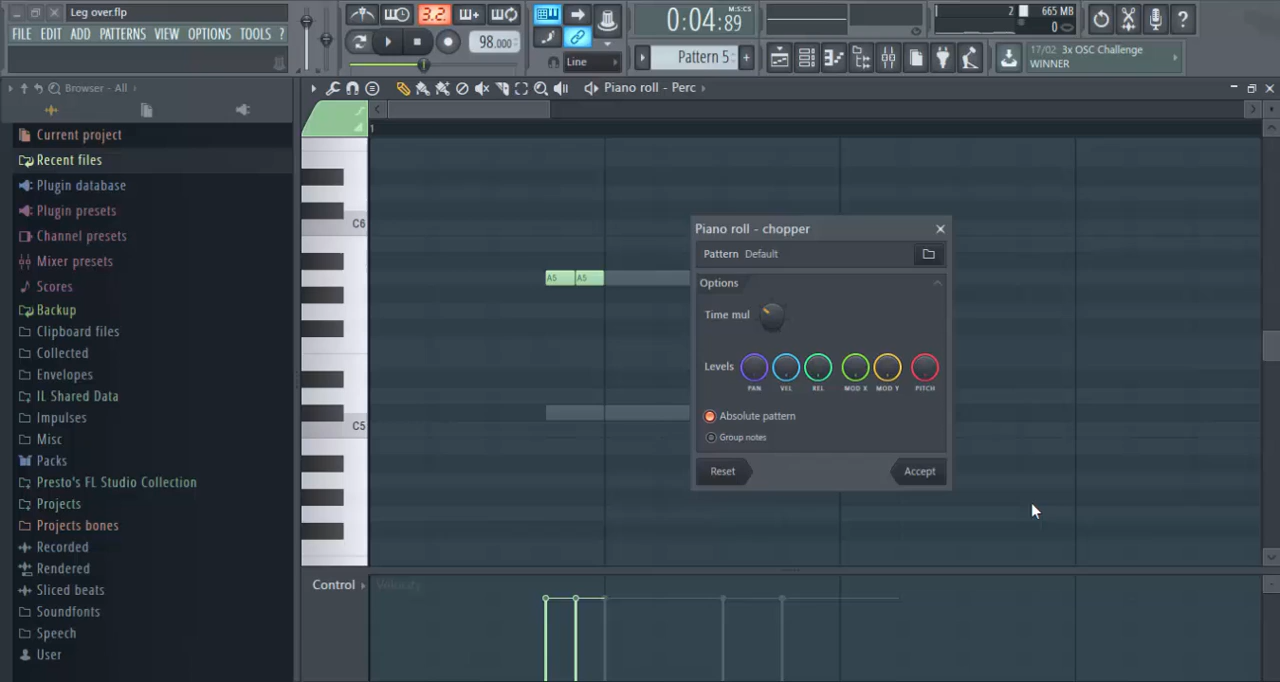 Leg over.flp
FILE EDIT ADD PATTERNS VIEW OPTIONS TOOLS ?
3.2.
98.000
Line
0:04:89
M:S:CS
Pattern 5
2
665 MB
0
17/02 3x OSC Challenge
WINNER
Browser - All
Current project
Recent files
Plugin database
Plugin presets
Channel presets
Mixer presets
Scores
Backup
Clipboard files
Collected
Envelopes
IL Shared Data
Impulses
Misc
Packs
Presto's FL Studio Collection
Projects
Projects bones
Recorded
Rendered
Sliced beats
Soundfonts
Speech
User
Piano roll - Perc
1
C6
C5
A5 A5
Piano roll - chopper
Pattern Default
Options
Time mul
Levels
PAN VEL REL MOD X MOD Y PITCH
Absolute pattern
Group notes
Reset Accept
Control
Velocity